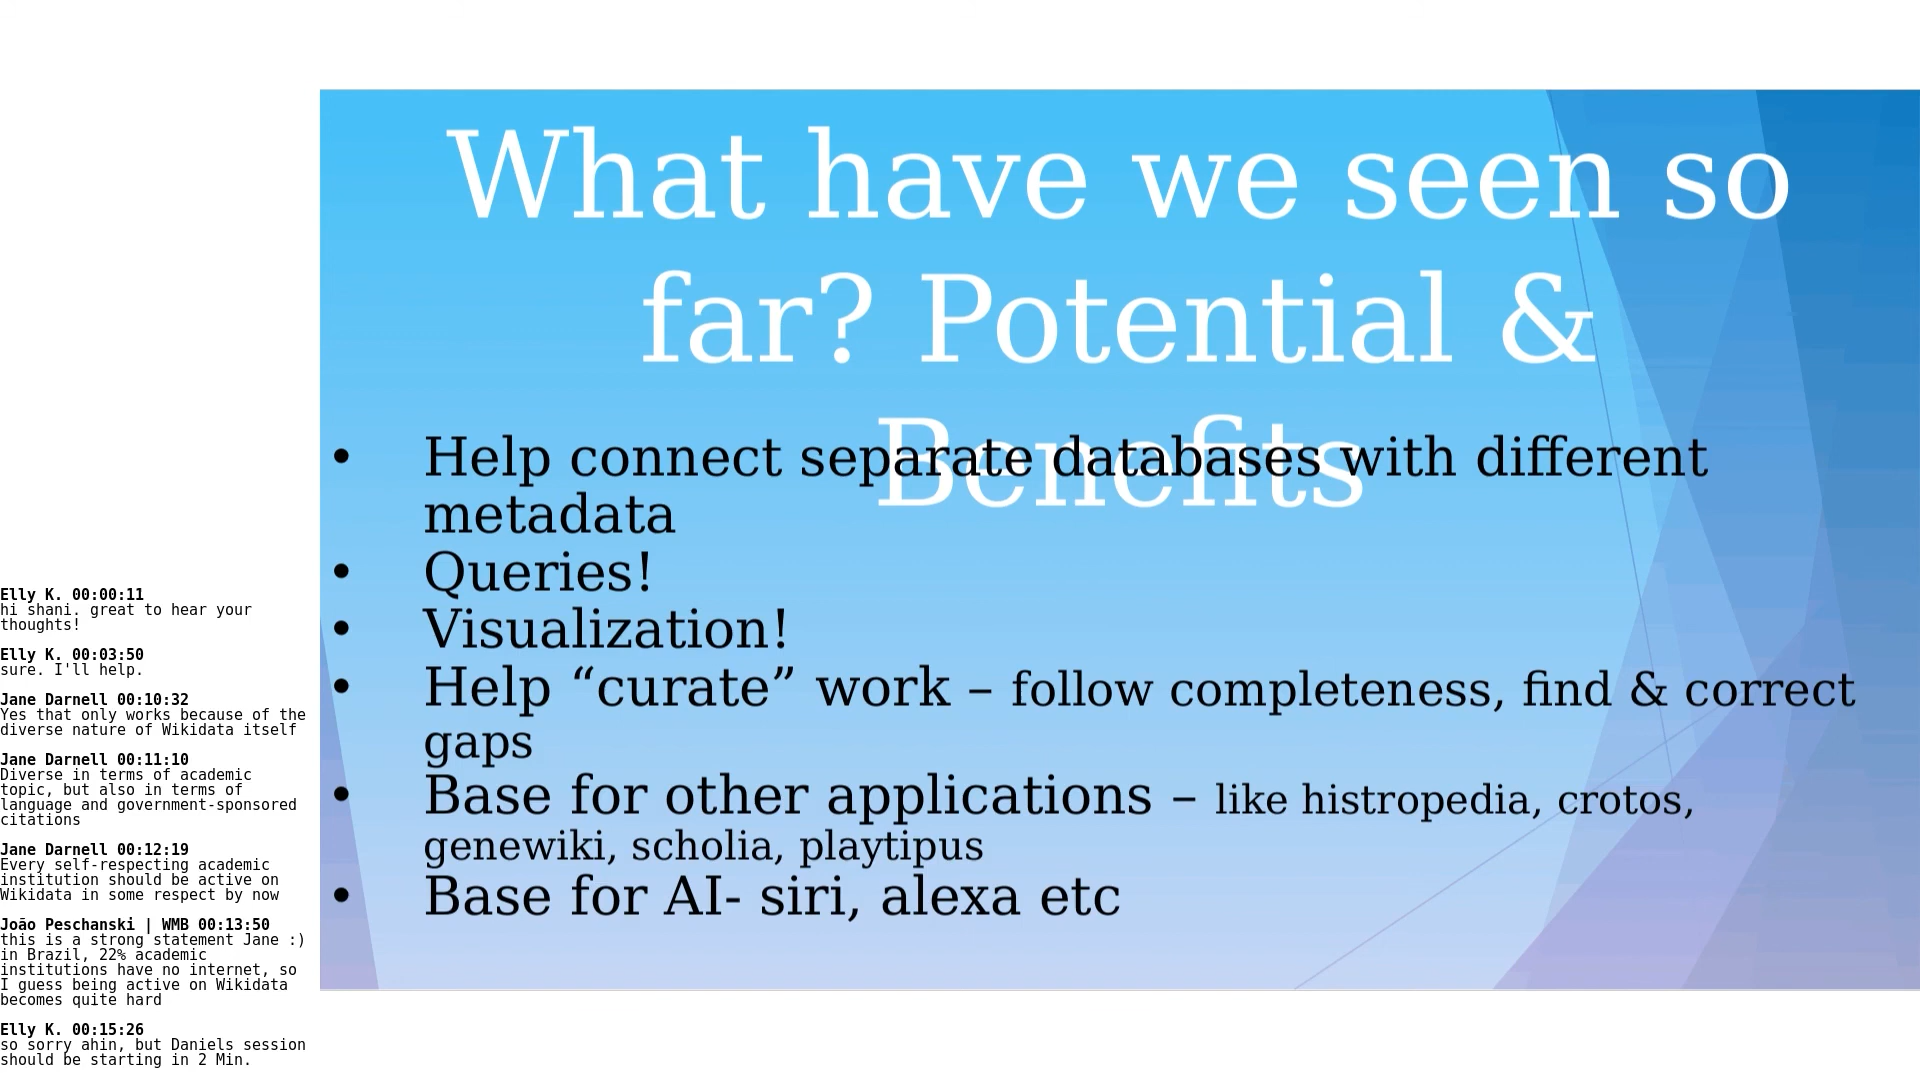 Elly K. 00:00:11
hi shani. great to hear your
thoughts!
Elly K. 00:03:50
sure. I'll help.
Jane Darnell 00:10:32
Yes that only works because of the
diverse nature of Wikidata itself
Jane Darnell 00:11:10
Diverse in terms of academic
topic, but also in terms of
language and government-sponsored
citations
Jane Darnell 00:12:19
Every self-respecting academic
institution should be active on
Wikidata in some respect by now
João Peschanski | WMB 00:13:50
this is a strong statement Jane :)
in Brazil, 22% academic
institutions have no internet, so
I guess being active on Wikidata
becomes quite hard
Elly K. 00:15:26
so sorry ahin, but Daniels session
should be starting in 2 Min.
What have we seen so
far? Potential &
Benefits
• Help connect separate databases with different
metadata
• Queries!
• Visualization!
• Help “curate” work – follow completeness, find & correct
gaps
• Base for other applications – like histropedia, crotos,
genewiki, scholia, playtipus
• Base for AI- siri, alexa etc